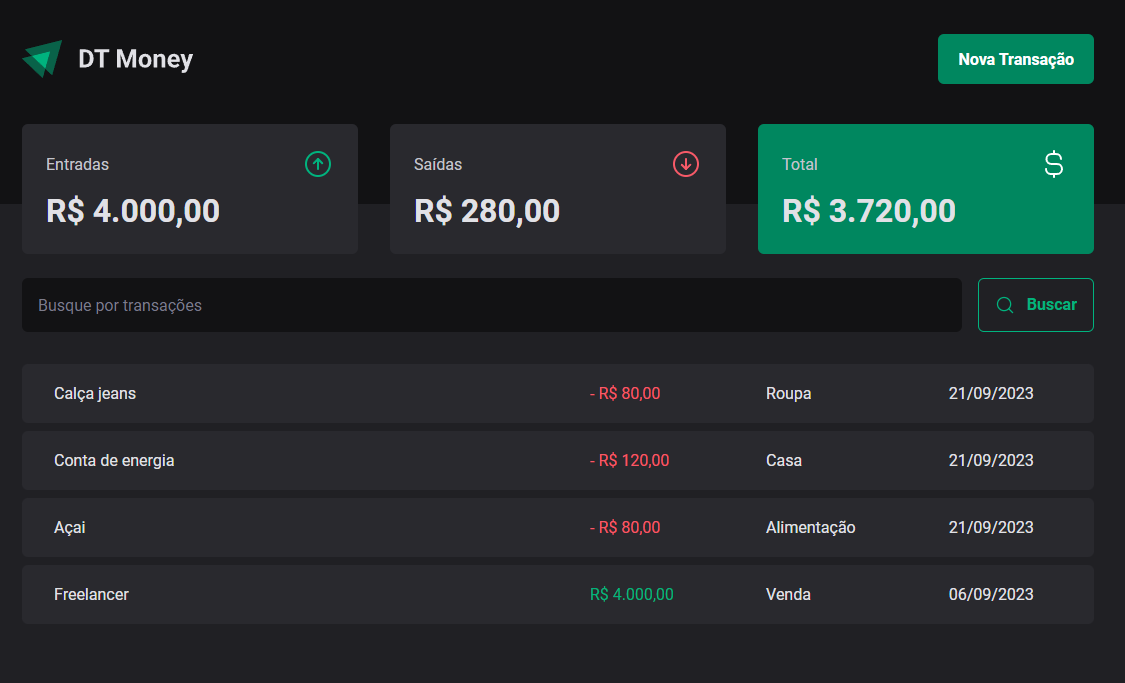 DT Money
Nova Transação
Entradas
R$ 4.000,00
Saídas
R$ 280,00
Total
R$ 3.720,00
Busque por transações
Buscar
Calça jeans - R$ 80,00 Roupa 21/09/2023
Conta de energia - R$ 120,00 Casa 21/09/2023
Açai - R$ 80,00 Alimentação 21/09/2023
Freelancer R$ 4.000,00 Venda 06/09/2023